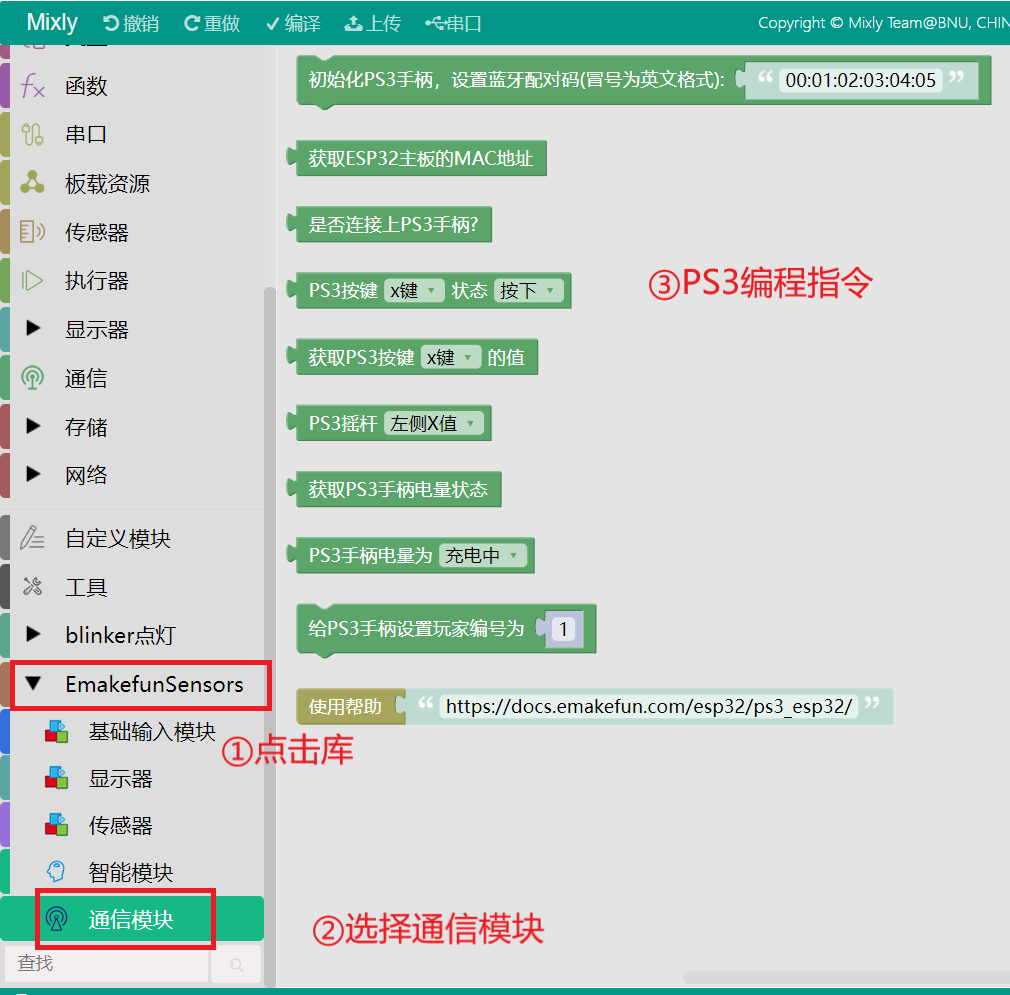 Mixly 撤销 重做 编译 上传 串口 Copyright © Mixly Team@BNU, CHIN
函数
串口
板载资源
传感器
执行器
显示器
通信
存储
网络
自定义模块
工具
blinker点灯
EmakefunSensors
基础输入模块
显示器
传感器
智能模块
通信模块
查找
初始化PS3手柄，设置蓝牙配对码(冒号为英文格式): “ 00:01:02:03:04:05 ”
获取ESP32主板的MAC地址
是否连接上PS3手柄?
PS3按键 x键 状态 按下
获取PS3按键 x键 的值
PS3摇杆 左侧X值
获取PS3手柄电量状态
PS3手柄电量为 充电中
给PS3手柄设置玩家编号为 1
使用帮助 “ https://docs.emakefun.com/esp32/ps3_esp32/ ”
③PS3编程指令
①点击库
②选择通信模块